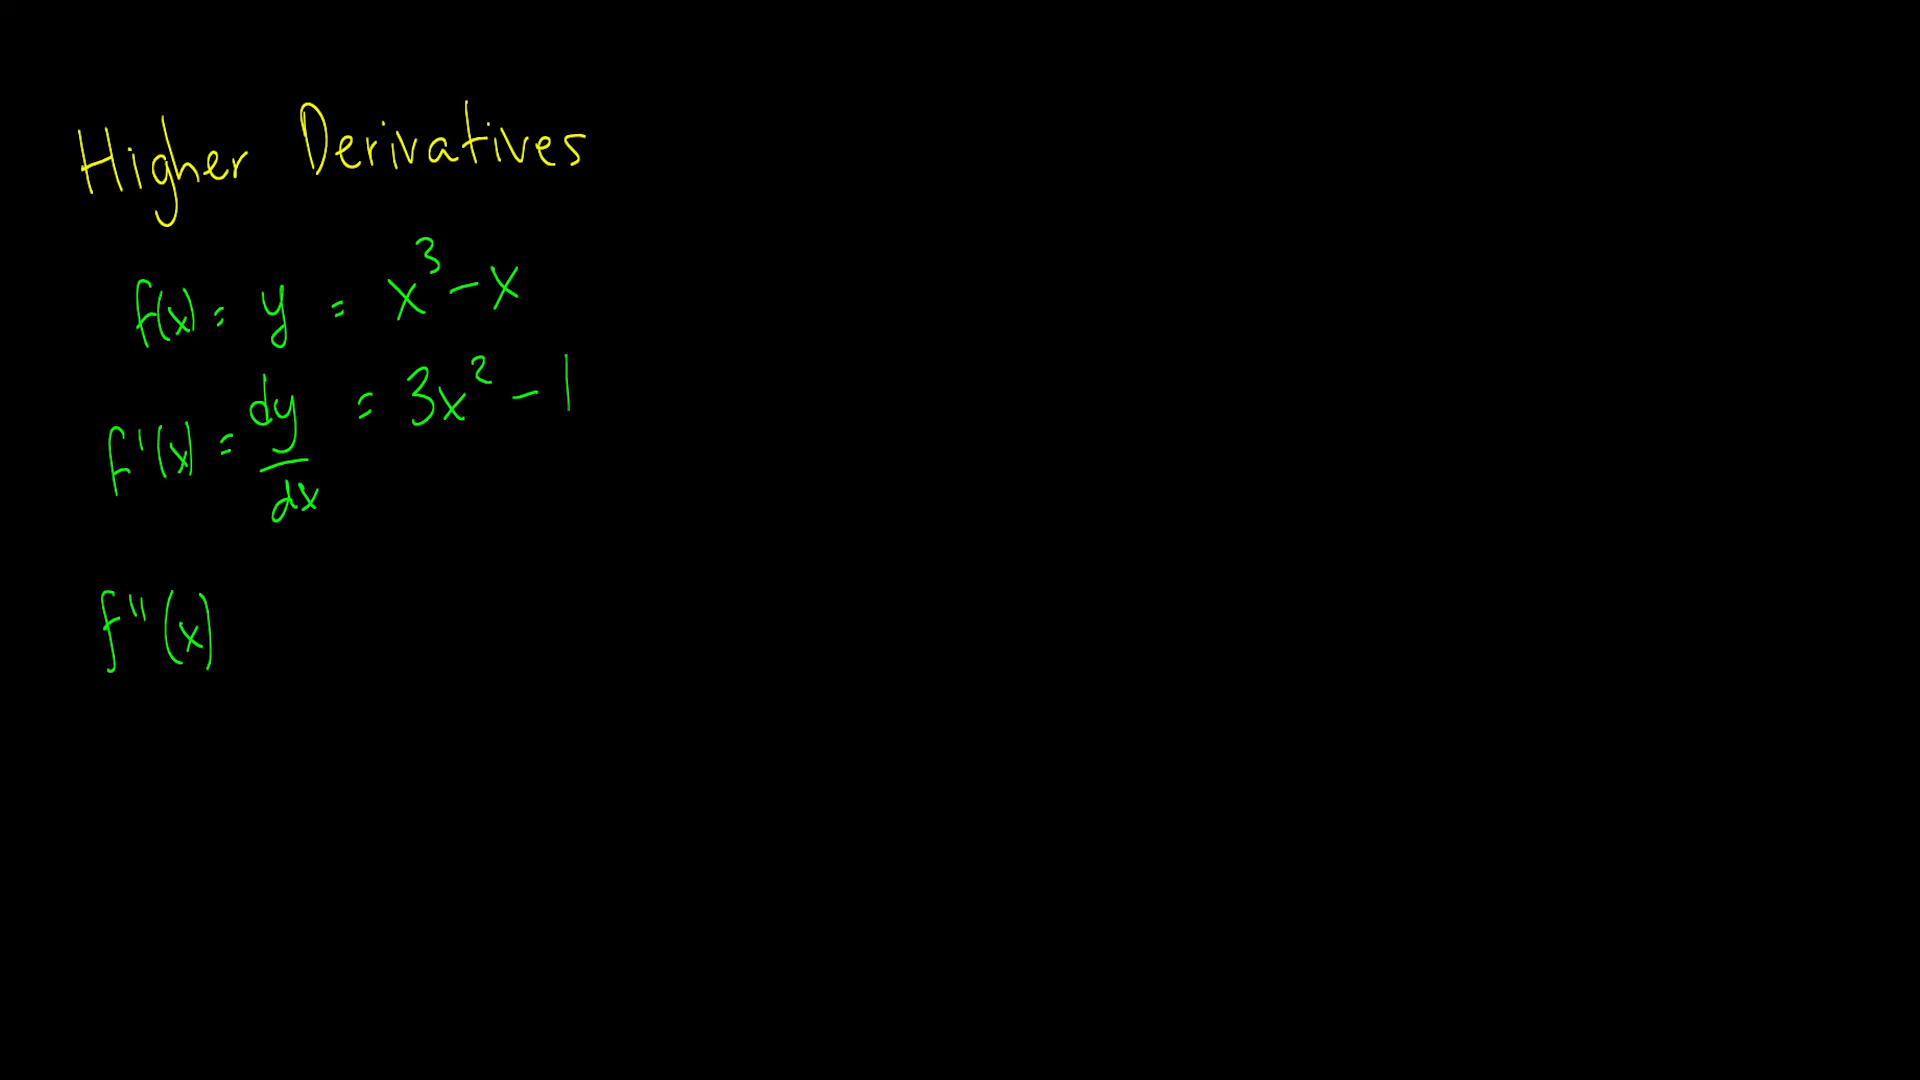 Higher Derivatives
f(x) = y = x³ - x
f'(x) = dy/dx = 3x² - 1
f''(x)